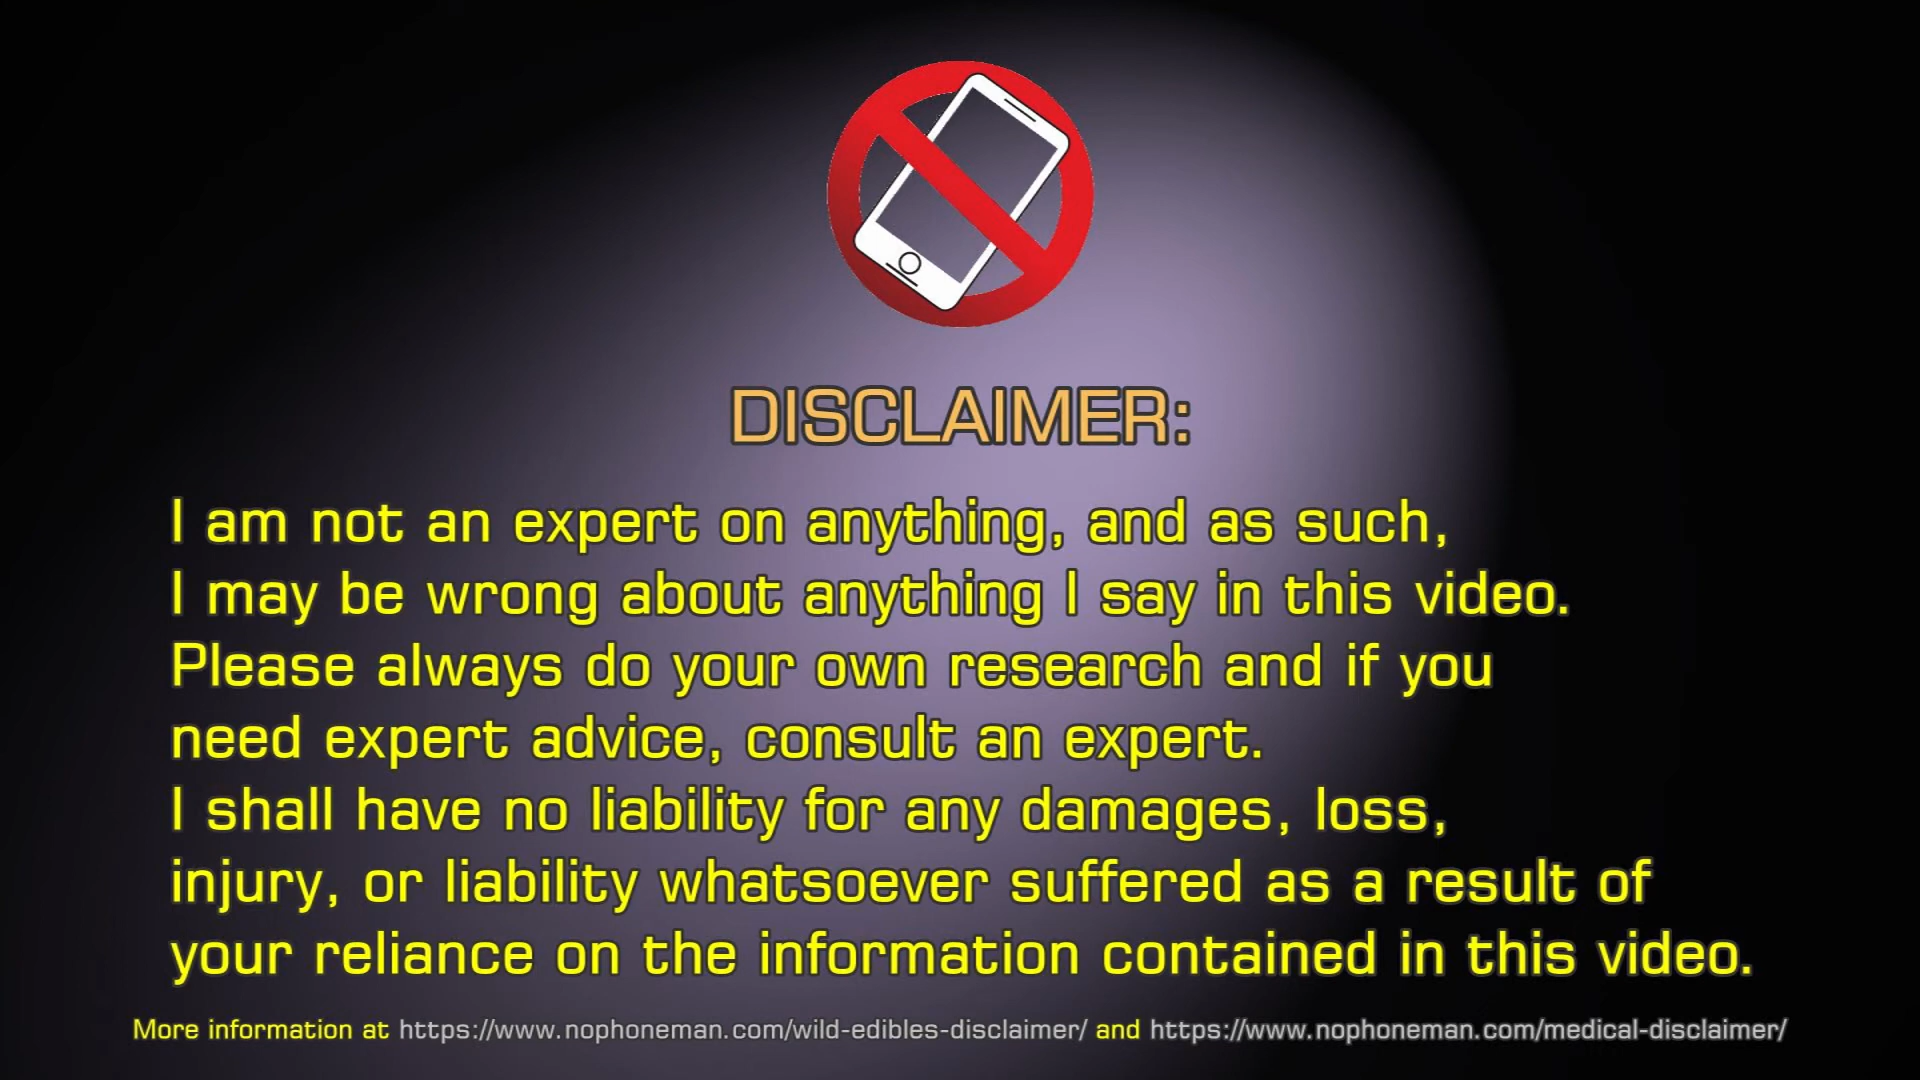 DISCLAIMER:
I am not an expert on anything, and as such,
I may be wrong about anything I say in this video.
Please always do your own research and if you
need expert advice, consult an expert.
I shall have no liability for any damages, loss,
injury, or liability whatsoever suffered as a result of
your reliance on the information contained in this video.
More information at https://www.nophoneman.com/wild-edibles-disclaimer/ and https://www.nophoneman.com/medical-disclaimer/